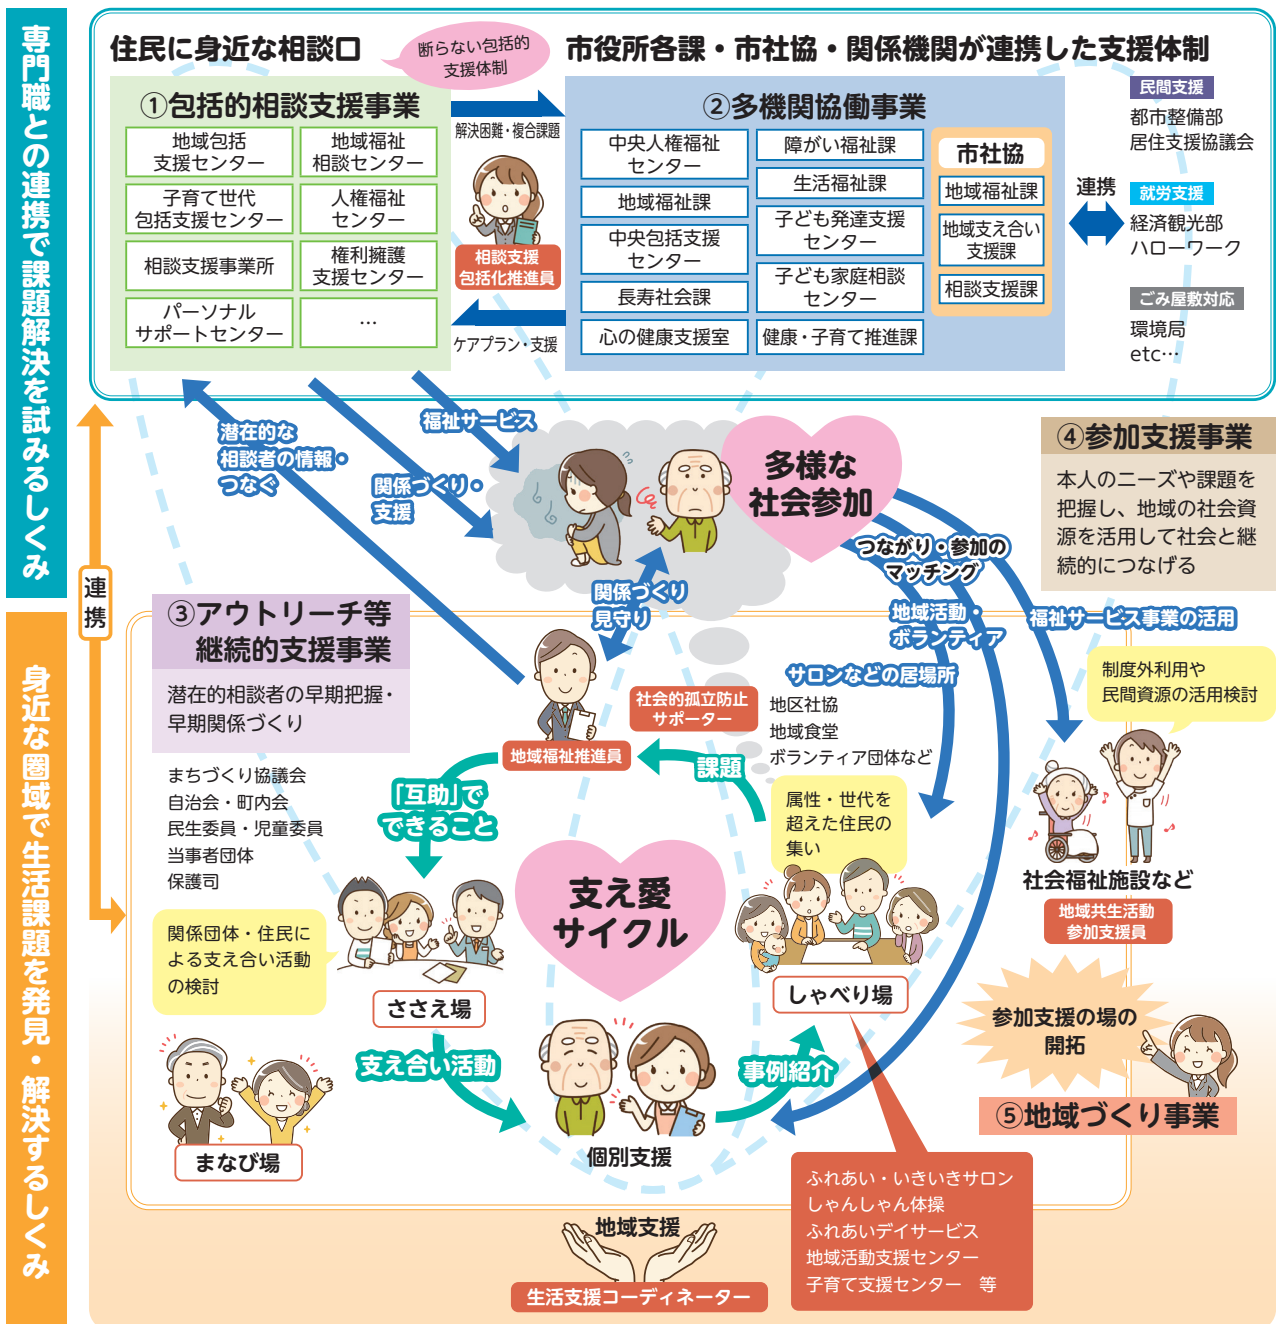 専門職との連携で課題解決を試みるしくみ
住民に身近な相談口
断らない包括的
支援体制
市役所各課・市社協・関係機関が連携した支援体制
①包括的相談支援事業
地域包括
支援センター
地域福祉
相談センター
子育て世代
包括支援センター
人権福祉
センター
相談支援事業所
権利擁護
支援センター
パーソナル
サポートセンター
…
解決困難・複合課題
相談支援
包括化推進員
ケアプラン・支援
②多機関協働事業
中央人権福祉
センター
地域福祉課
中央包括支援
センター
長寿社会課
心の健康支援室
障がい福祉課
生活福祉課
子ども発達支援
センター
子ども家庭相談
センター
健康・子育て推進課
市社協
地域福祉課
地域支え合い
支援課
相談支援課
連携
民間支援
都市整備部
居住支援協議会
就労支援
経済観光部
ハローワーク
ごみ屋敷対応
環境局
etc…
連携
潜在的な
相談者の情報・
つなぐ
福祉サービス
関係づくり・
支援
多様な
社会参加
④参加支援事業
本人のニーズや課題を
把握し、地域の社会資
源を活用して社会と継
続的につなげる
つながり・参加の
マッチング
関係づくり
見守り
地域活動・
ボランティア
福祉サービス事業の活用
身近な圏域で生活課題を発見・解決するしくみ
③アウトリーチ等
継続的支援事業
潜在的相談者の早期把握・
早期関係づくり
まちづくり協議会
自治会・町内会
民生委員・児童委員
当事者団体
保護司
地域福祉推進員
社会的孤立防止
サポーター
サロンなどの居場所
地区社協
地域食堂
ボランティア団体など
制度外利用や
民間資源の活用検討
課題
「互助」で
できること
属性・世代を
超えた住民の
集い
支え愛
サイクル
社会福祉施設など
地域共生活動
参加支援員
関係団体・住民に
よる支え合い活動
の検討
ささえ場
しゃべり場
参加支援の場の
開拓
支え合い活動
事例紹介
⑤地域づくり事業
まなび場
個別支援
ふれあい・いきいきサロン
しゃんしゃん体操
ふれあいデイサービス
地域活動支援センター
子育て支援センター 等
地域支援
生活支援コーディネーター